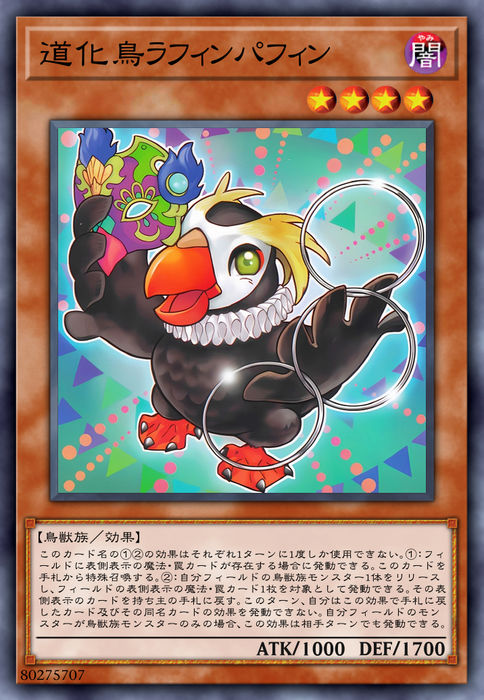 道化鳥ラフィンパフィン
やみ
闇
【鳥獣族／効果】
このカード名の①②の効果はそれぞれ1ターンに1度しか使用できない。①：フィ
ールドに表側表示の魔法・罠カードが存在する場合に発動できる。このカードを
手札から特殊召喚する。②：自分フィールドの鳥獣族モンスター1体をリリース
し、フィールドの表側表示の魔法・罠カード1枚を対象として発動できる。その表
側表示のカードを持ち主の手札に戻す。このターン、自分はこの効果で手札に戻
したカード及びその同名カードの効果を発動できない。自分フィールドのモン
スターが鳥獣族モンスターのみの場合、この効果は相手ターンでも発動できる。
ATK/1000 DEF/1700
80275707